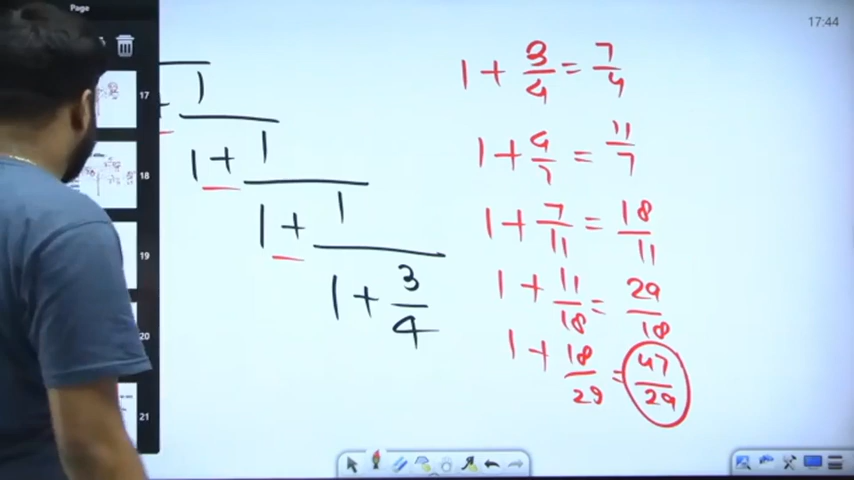 Page
17:44
17
18
19
20
21
1
+
1 + 1
1 + 1
1 + 3/4
1 + 3/4 = 7/4
1 + 4/7 = 11/7
1 + 7/11 = 18/11
1 + 11/18 = 29/18
1 + 18/29 = 47/29